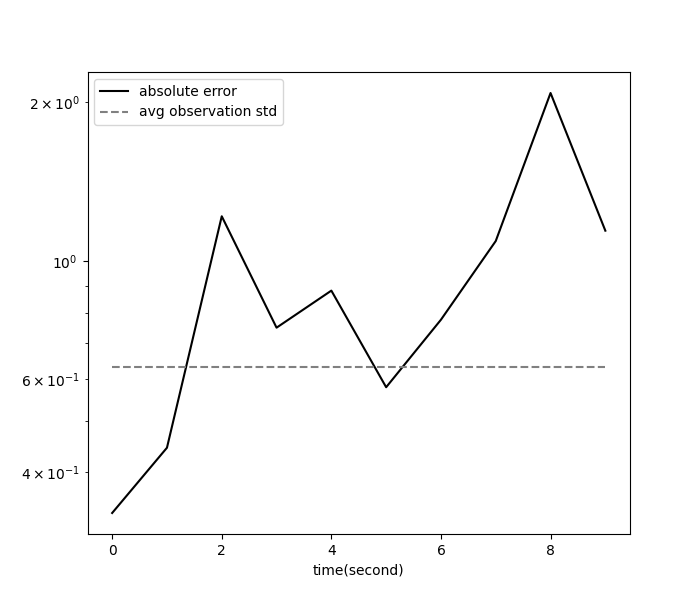 absolute error
avg observation std
2 × 10⁰
10⁰
6 × 10⁻¹
4 × 10⁻¹
0 2 4 6 8
time(second)